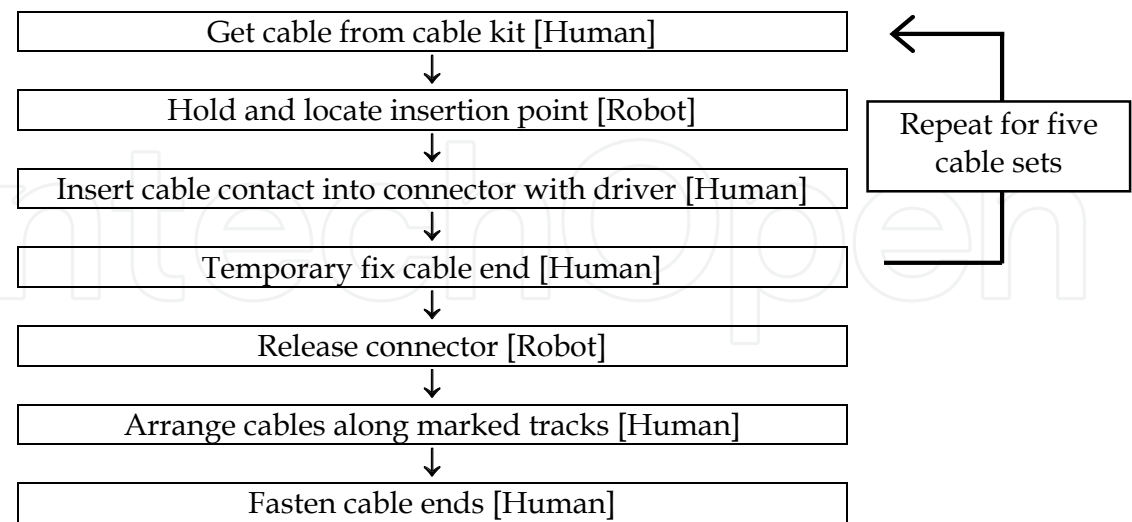 Get cable from cable kit [Human]
Hold and locate insertion point [Robot]
Insert cable contact into connector with driver [Human]
Temporary fix cable end [Human]
Release connector [Robot]
Arrange cables along marked tracks [Human]
Fasten cable ends [Human]
Repeat for five
cable sets
IntechOpen